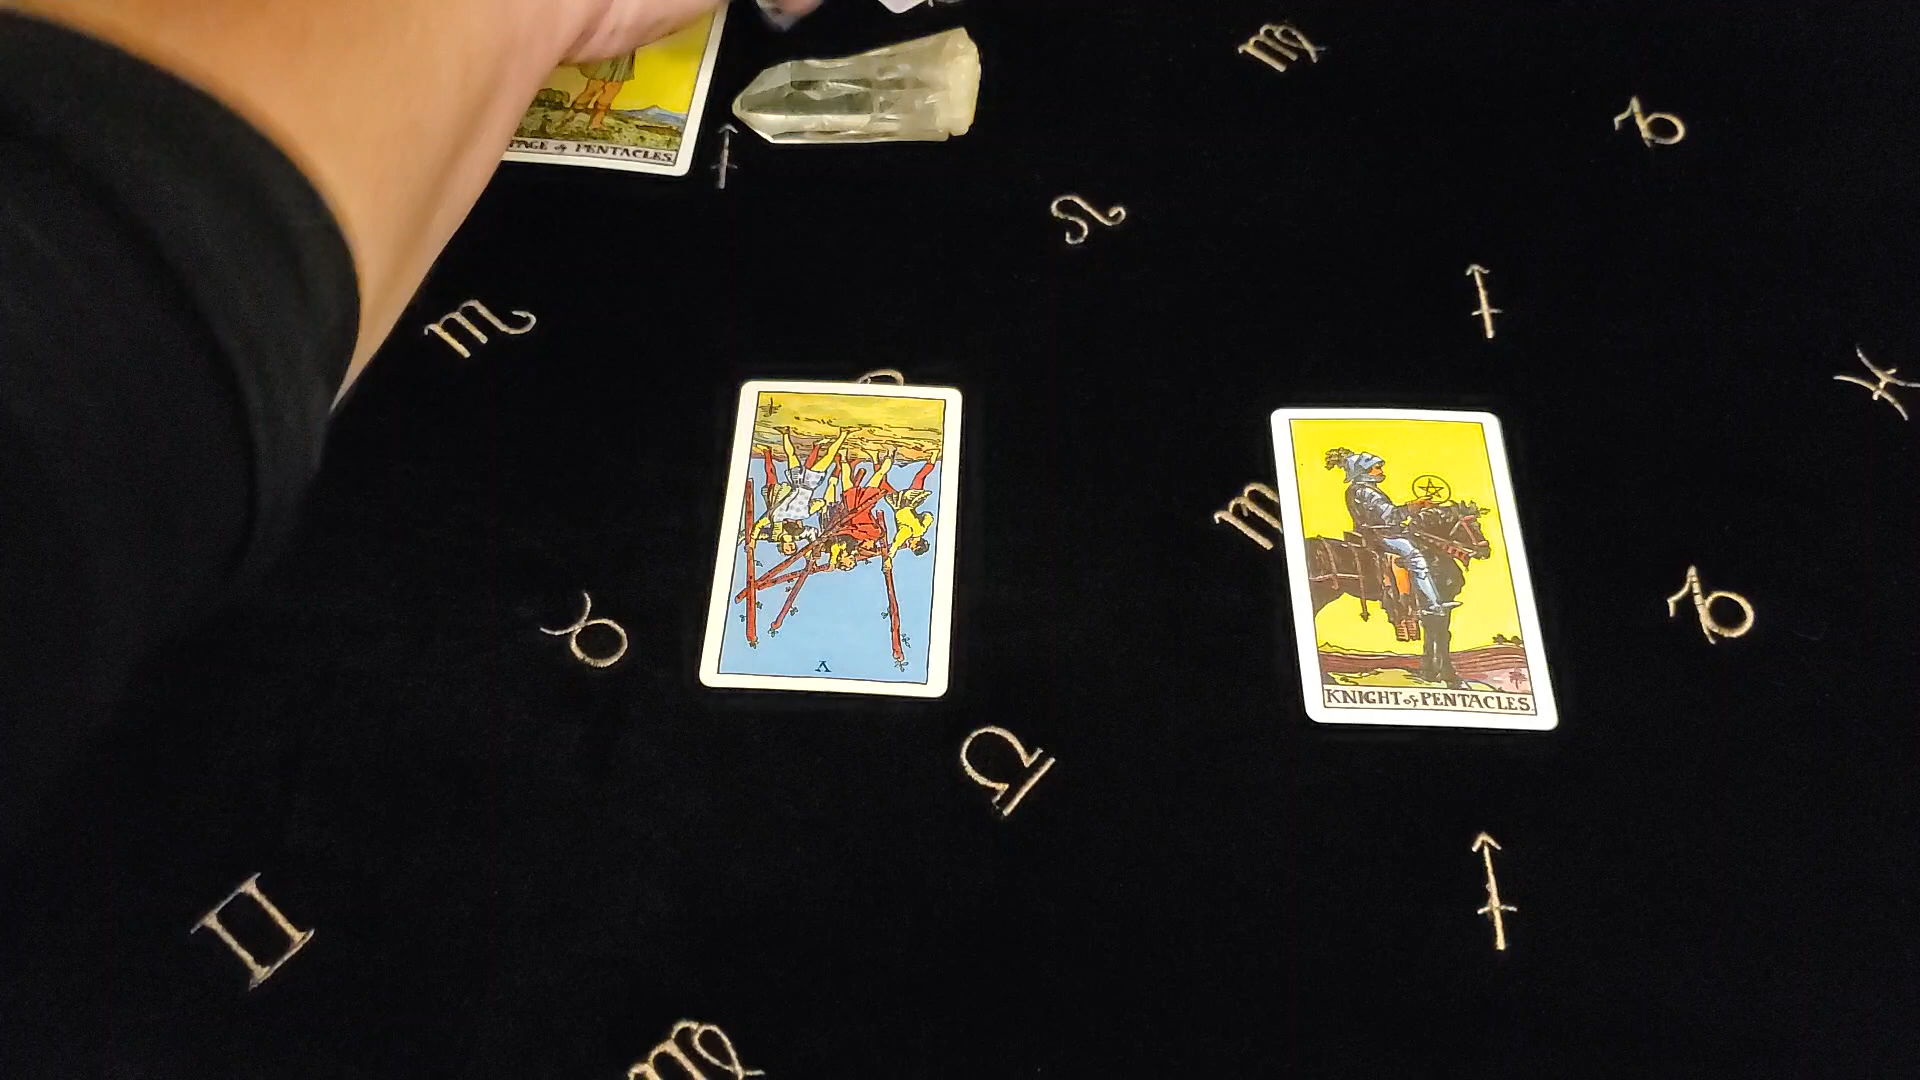 PAGE of PENTACLES.
V
KNIGHT of PENTACLES.